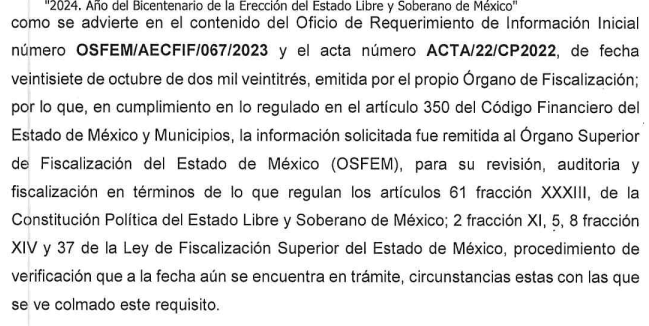 "2024. Año del Bicentenario de la Erección del Estado Libre y Soberano de México"
como se advierte en el contenido del Oficio de Requerimiento de Información Inicial
número OSFEM/AECFIF/067/2023 y el acta número ACTA/22/CP2022, de fecha
veintisiete de octubre de dos mil veintitrés, emitida por el propio Órgano de Fiscalización;
por lo que, en cumplimiento en lo regulado en el artículo 350 del Código Financiero del
Estado de México y Municipios, la información solicitada fue remitida al Órgano Superior
de Fiscalización del Estado de México (OSFEM), para su revisión, auditoria y
fiscalización en términos de lo que regulan los artículos 61 fracción XXXIII, de la
Constitución Política del Estado Libre y Soberano de México; 2 fracción XI, 5, 8 fracción
XIV y 37 de la Ley de Fiscalización Superior del Estado de México, procedimiento de
verificación que a la fecha aún se encuentra en trámite, circunstancias estas con las que
se ve colmado este requisito.